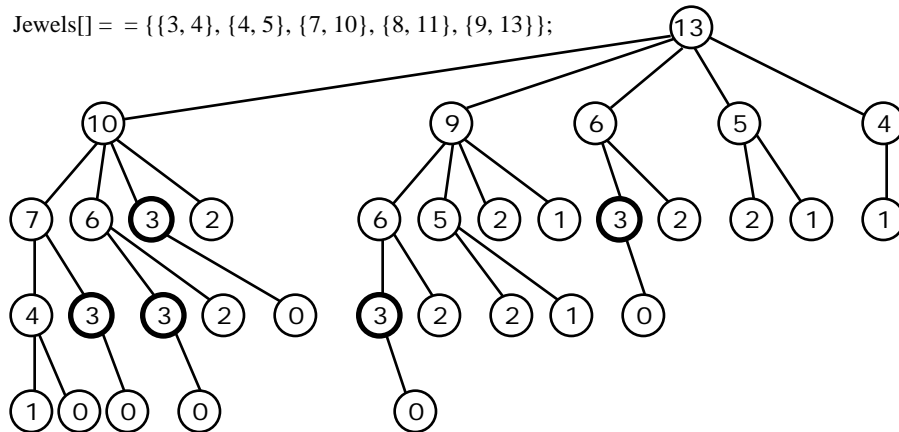 Jewels[] = = {{3, 4}, {4, 5}, {7, 10}, {8, 11}, {9, 13}};
13
10 9 6 5 4
7 6 3 2 6 5 2 1 3 2 2 1 1
4 3 3 2 0 3 2 2 1 0
1 0 0 0 0